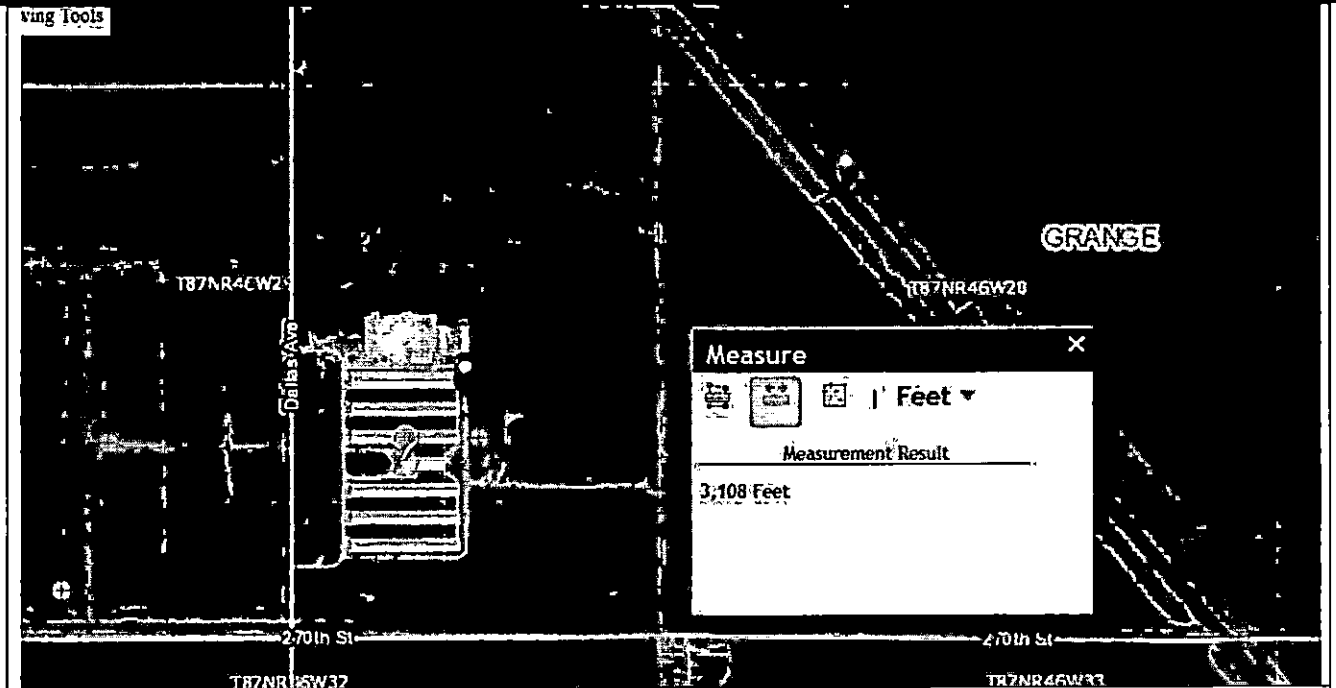 ving Tools
GRANGE
T87NR46W29
T87NR46W28
Dallas Ave
Measure
Feet
Measurement Result
3,108 Feet
270th St
270th St
T87NR46W32
T87NR46W33